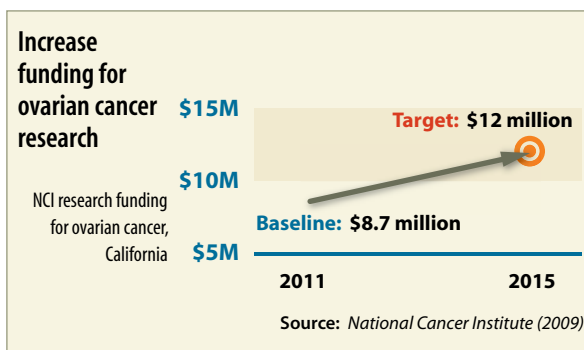 Increase
funding for
ovarian cancer
research
NCI research funding
for ovarian cancer,
California
$15M
$10M
$5M
Target: $12 million
Baseline: $8.7 million
2011 2015
Source: National Cancer Institute (2009)